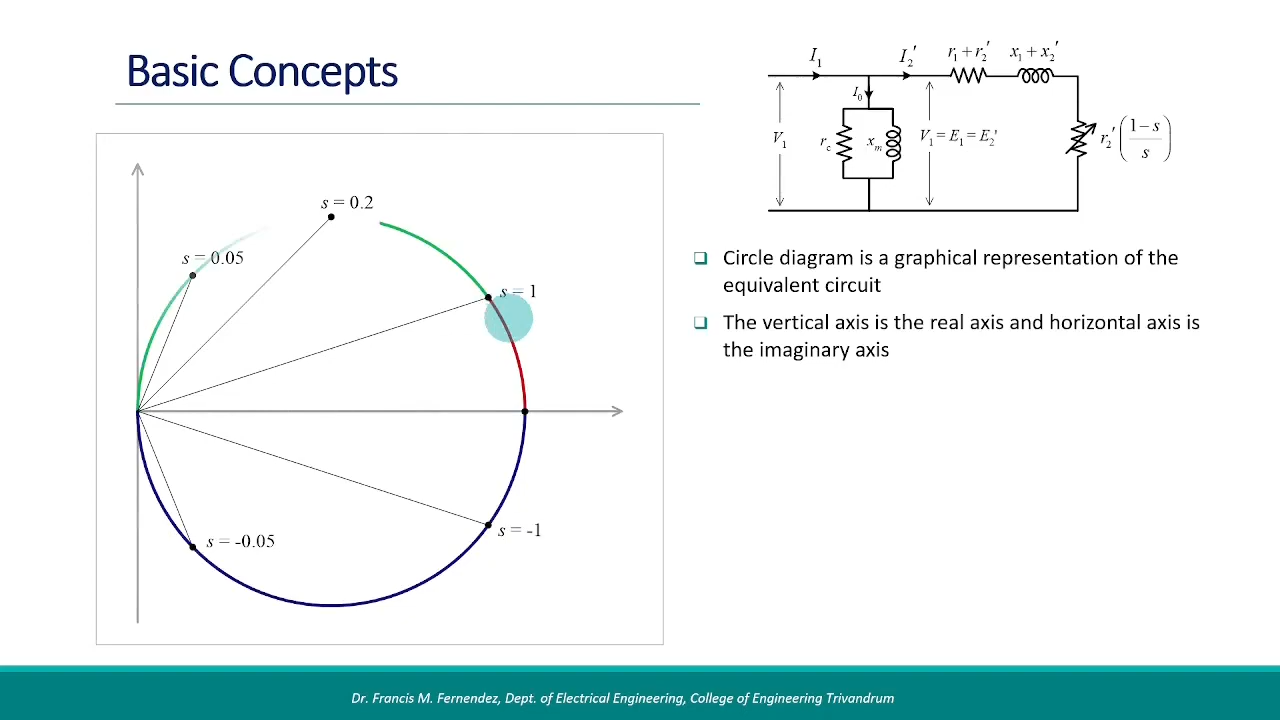 Basic Concepts
s = 0.2
s = 0.05
s = 1
s = -1
s = -0.05
I₁
I₂′
r₁ + r₂′
x₁ + x₂′
I₀
V₁
r꜀
xₘ
V₁ = E₁ = E₂'
r₂′ (1 − s / s)
Circle diagram is a graphical representation of the
equivalent circuit
The vertical axis is the real axis and horizontal axis is
the imaginary axis
Dr. Francis M. Fernendez, Dept. of Electrical Engineering, College of Engineering Trivandrum